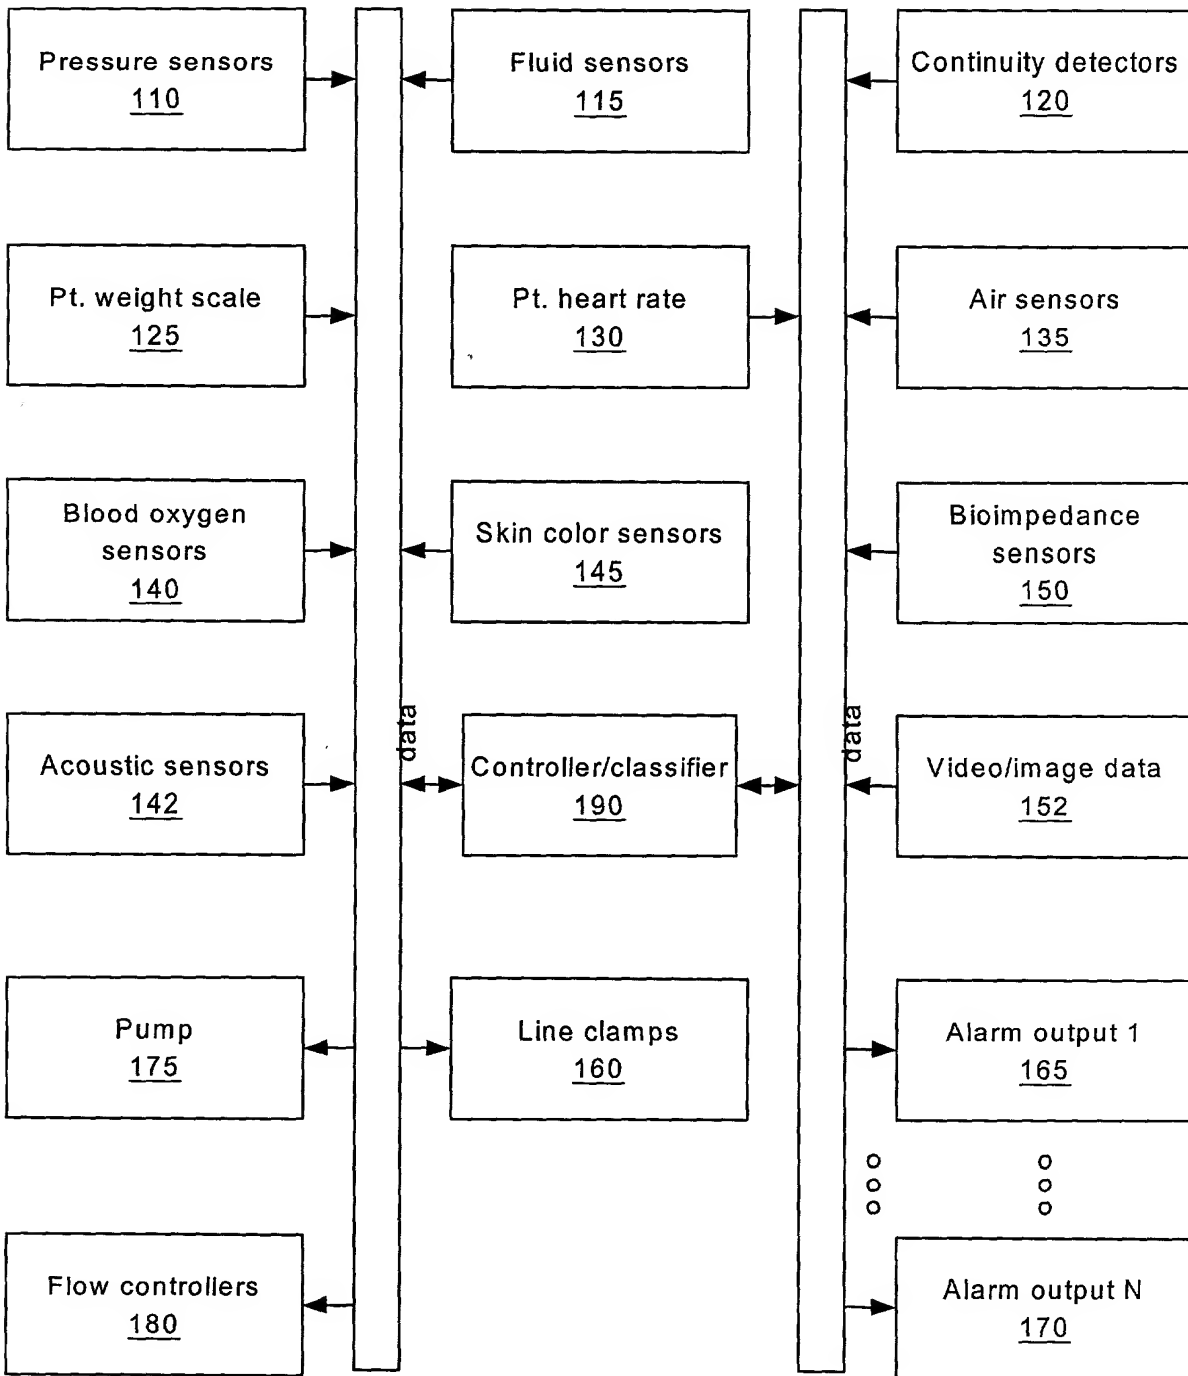 Pressure sensors
110
Fluid sensors
115
Continuity detectors
120
Pt. weight scale
125
Pt. heart rate
130
Air sensors
135
Blood oxygen
sensors
140
Skin color sensors
145
Bioimpedance
sensors
150
Acoustic sensors
142
data
Controller/classifier
190
data
Video/image data
152
Pump
175
Line clamps
160
Alarm output 1
165
Flow controllers
180
Alarm output N
170